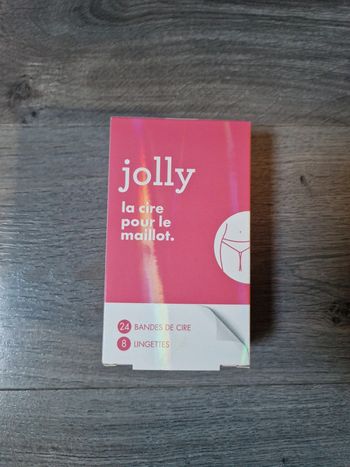 jolly
la cire
pour le
maillot.
24 BANDES DE CIRE
8 LINGETTES